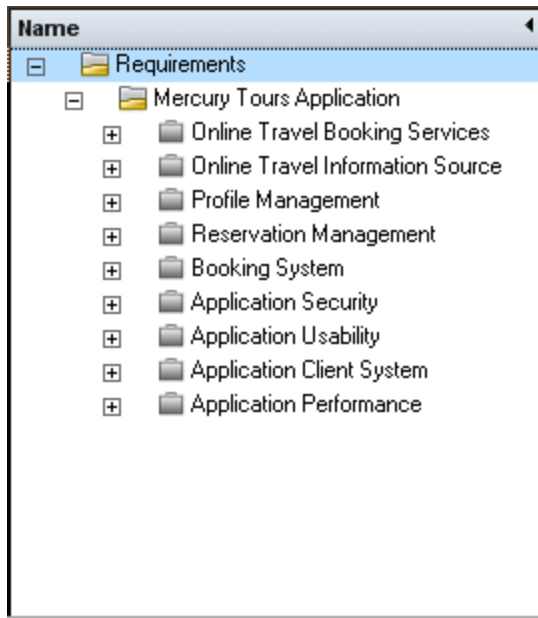 Name
Requirements
Mercury Tours Application
Online Travel Booking Services
Online Travel Information Source
Profile Management
Reservation Management
Booking System
Application Security
Application Usability
Application Client System
Application Performance